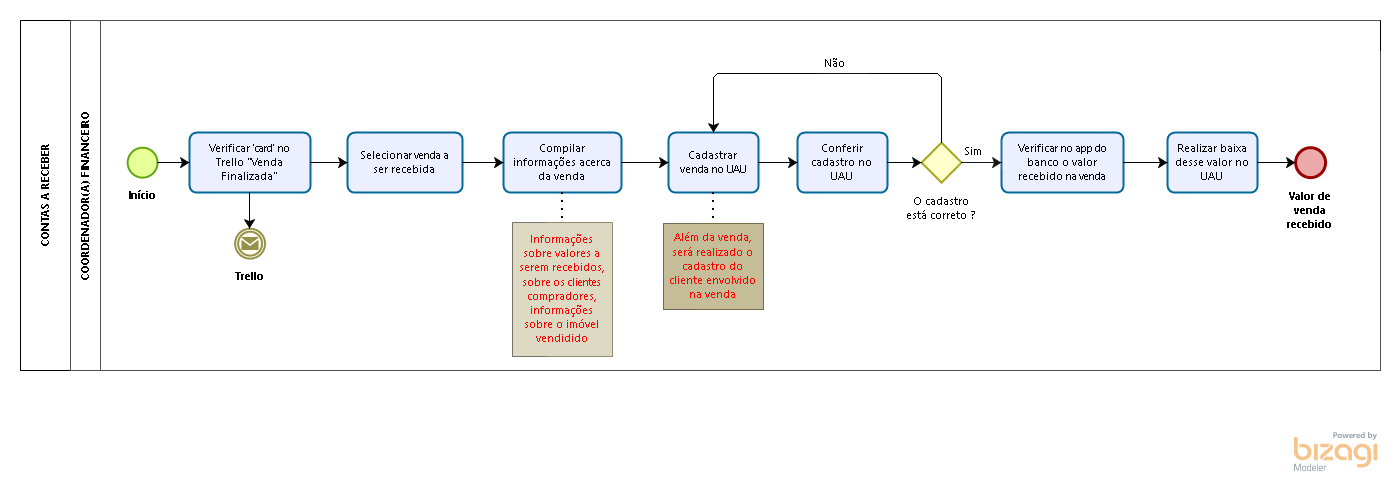 CONTAS A RECEBER
COORDENADOR(A) FINANCEIRO
Início
Verificar 'card' no
Trello "Venda
Finalizada"
Trello
Selecionar venda a
ser recebida
Compilar
informações acerca
da venda
Informações
sobre valores a
serem recebidos,
sobre os clientes
compradores,
informações
sobre o imóvel
vendidido
Cadastrar
venda no UAU
Além da venda,
será realizado o
cadastro do
cliente envolvido
na venda
Conferir
cadastro no
UAU
Não
O cadastro
está correto ?
Sim
Verificar no app do
banco o valor
recebido na venda
Realizar baixa
desse valor no
UAU
Valor de
venda
recebido
Powered by
bizagi
Modeler